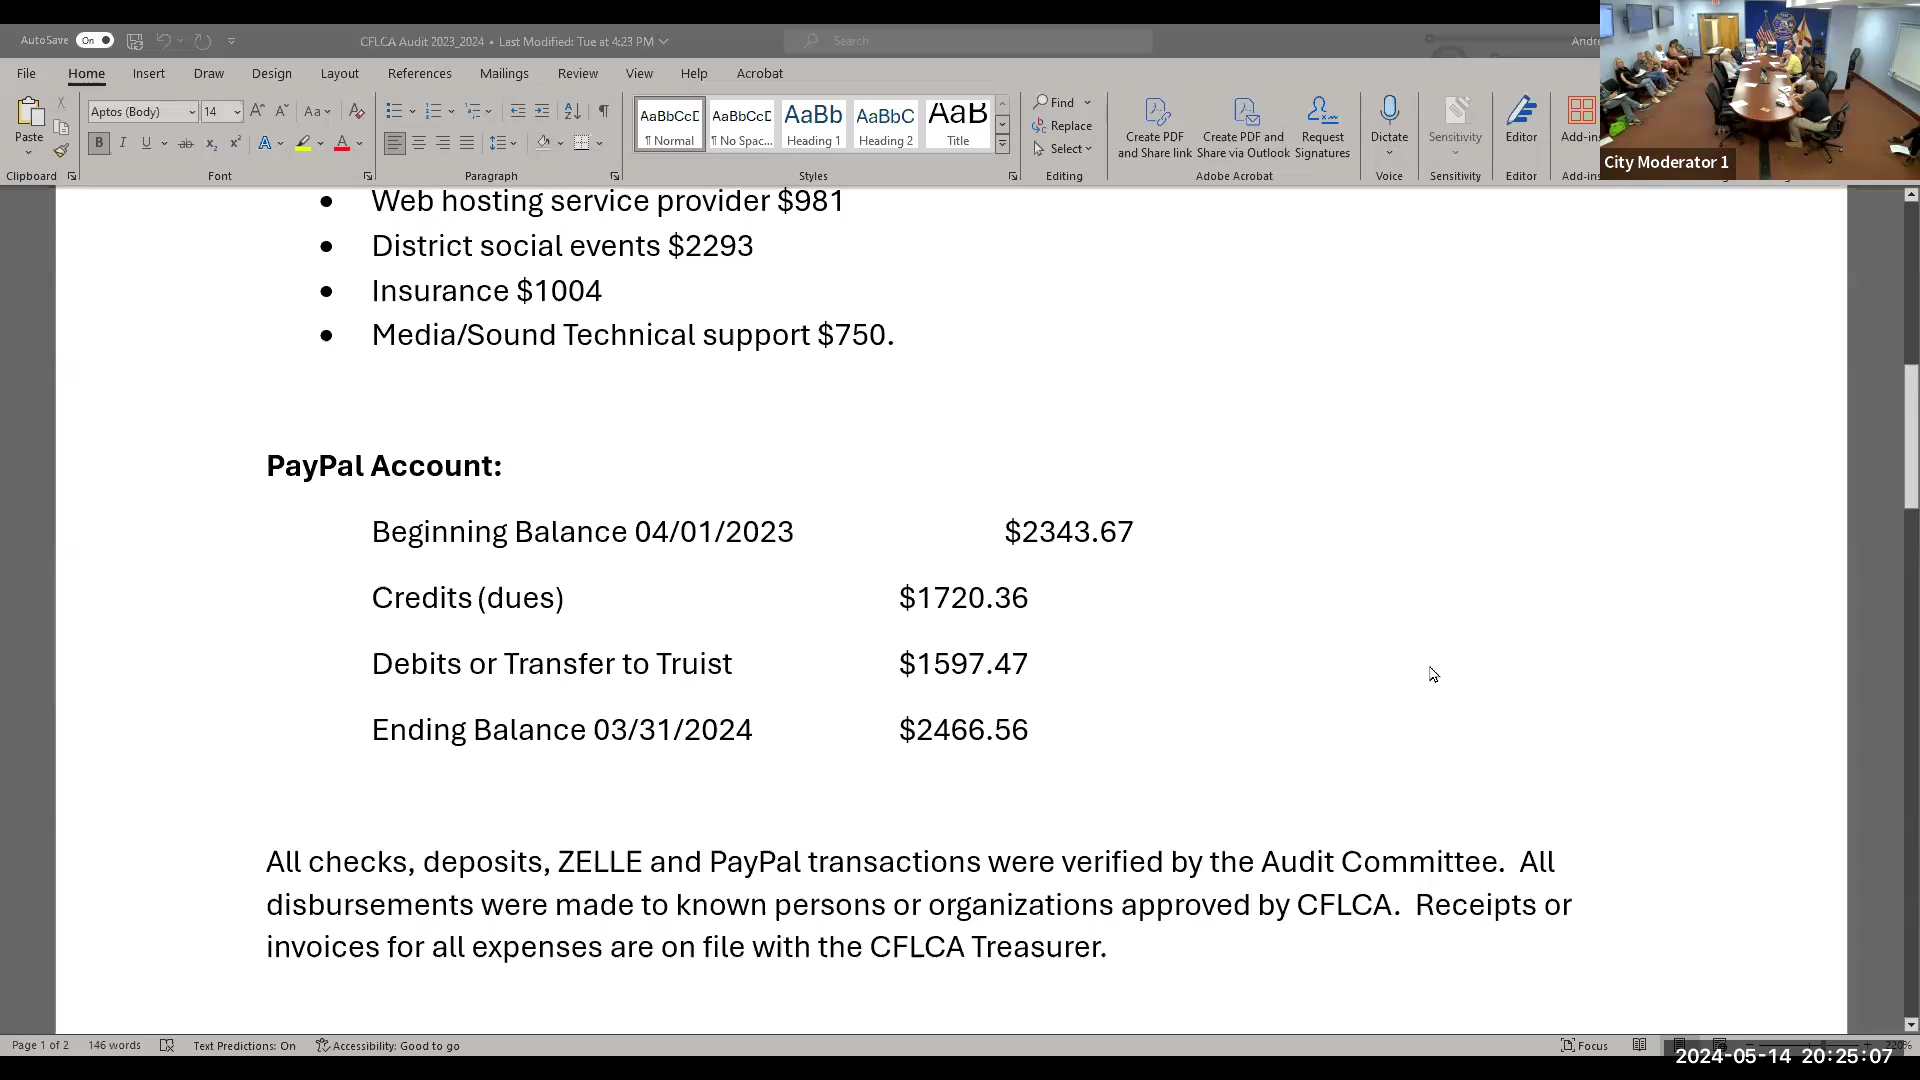 AutoSave On
CFLCA Audit 2023_2024 • Last Modified: Tue at 4:23 PM
Search
Andre
File Home Insert Draw Design Layout References Mailings Review View Help Acrobat
Paste
Aptos (Body) 14
AaBbCcD AaBbCcD AaBb AaBbC AaB
¶ Normal ¶ No Spac... Heading 1 Heading 2 Title
Find
Replace
Select
Create PDF and Share link
Create PDF and Share via Outlook
Request Signatures
Dictate
Sensitivity
Editor
Add-ins
Clipboard Font Paragraph Styles Editing Adobe Acrobat Voice Sensitivity Editor Add-ins
City Moderator 1
• Web hosting service provider $981
• District social events $2293
• Insurance $1004
• Media/Sound Technical support $750.
PayPal Account:
Beginning Balance 04/01/2023 $2343.67
Credits (dues) $1720.36
Debits or Transfer to Truist $1597.47
Ending Balance 03/31/2024 $2466.56
All checks, deposits, ZELLE and PayPal transactions were verified by the Audit Committee. All
disbursements were made to known persons or organizations approved by CFLCA. Receipts or
invoices for all expenses are on file with the CFLCA Treasurer.
Page 1 of 2 146 words Text Predictions: On Accessibility: Good to go Focus 220%
2024-05-14 20:25:07